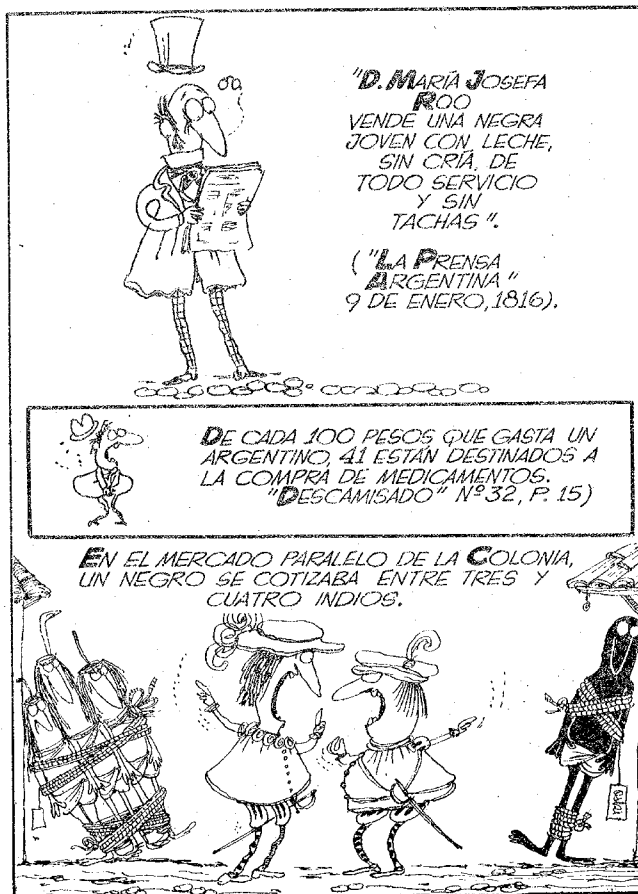 "D. MARÍA JOSEFA
ROO
VENDE UNA NEGRA
JOVEN CON LECHE,
SIN CRIÁ, DE
TODO SERVICIO
Y SIN
TACHAS".
("LA PRENSA
ARGENTINA"
9 DE ENERO, 1816).
DE CADA 100 PESOS QUE GASTA UN
ARGENTINO, 41 ESTÁN DESTINADOS A
LA COMPRA DE MEDICAMENTOS.
"DESCAMISADO" Nº 32, P. 15)
EN EL MERCADO PARALELO DE LA COLONIA,
UN NEGRO SE COTIZABA ENTRE TRES Y
CUATRO INDIOS.